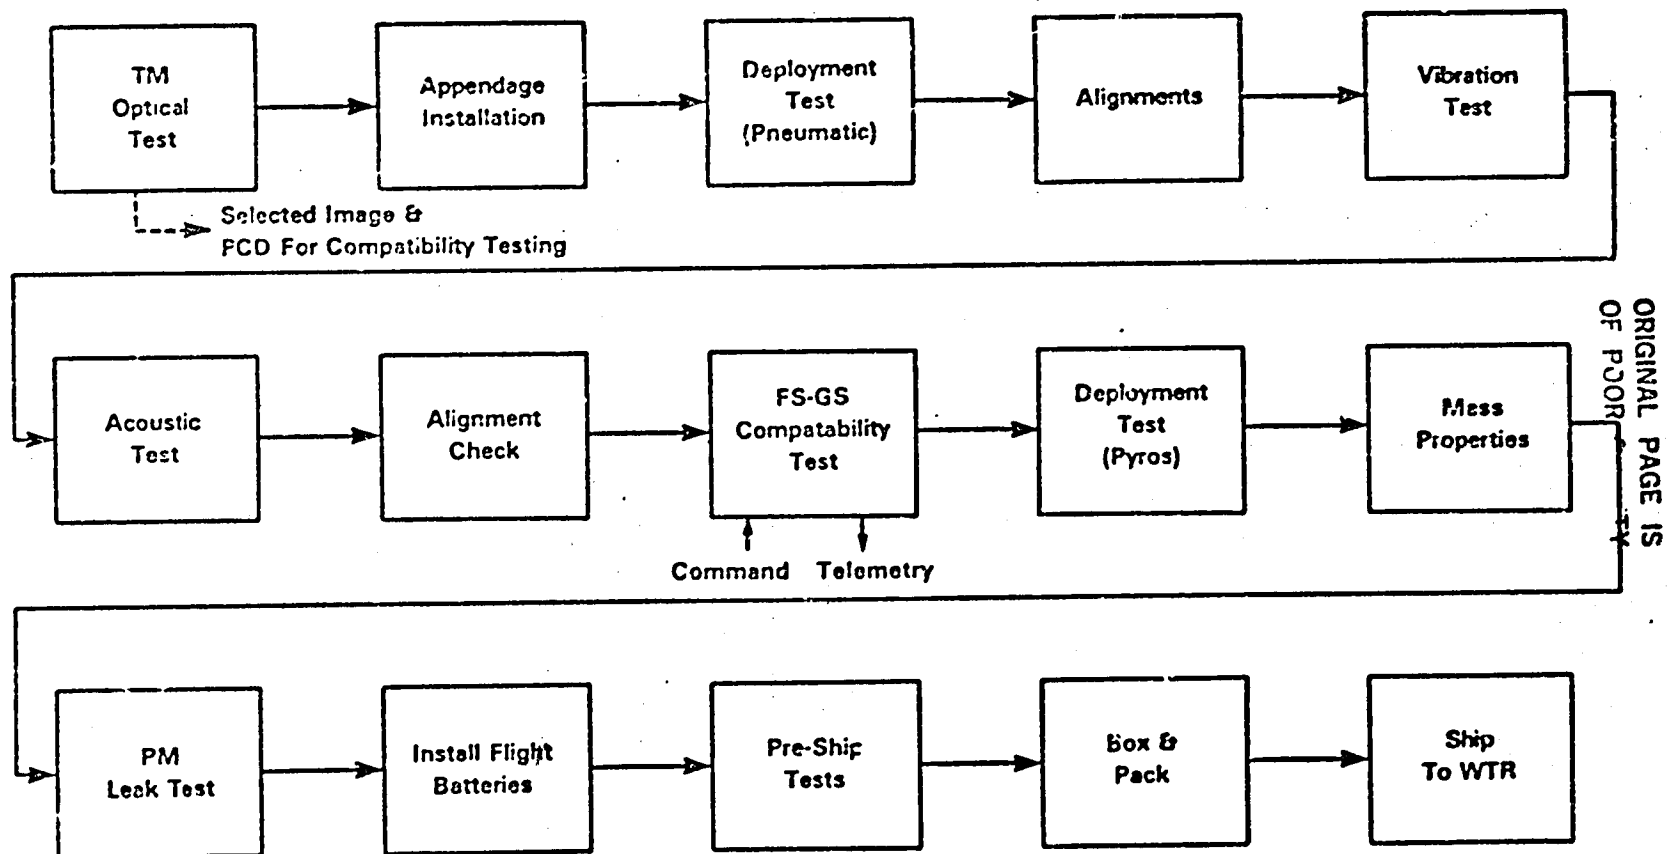 TM
Optical
Test
Appendage
Installation
Deployment
Test
(Pneumatic)
Alignments
Vibration
Test
Selected Image &
PCD For Compatibility Testing
Acoustic
Test
Alignment
Check
FS-GS
Compatability
Test
Deployment
Test
(Pyros)
Mass
Properties
Command Telemetry
ORIGINAL PAGE IS
OF POOR
PM
Leak Test
Install Flight
Batteries
Pre-Ship
Tests
Box &
Pack
Ship
To WTR